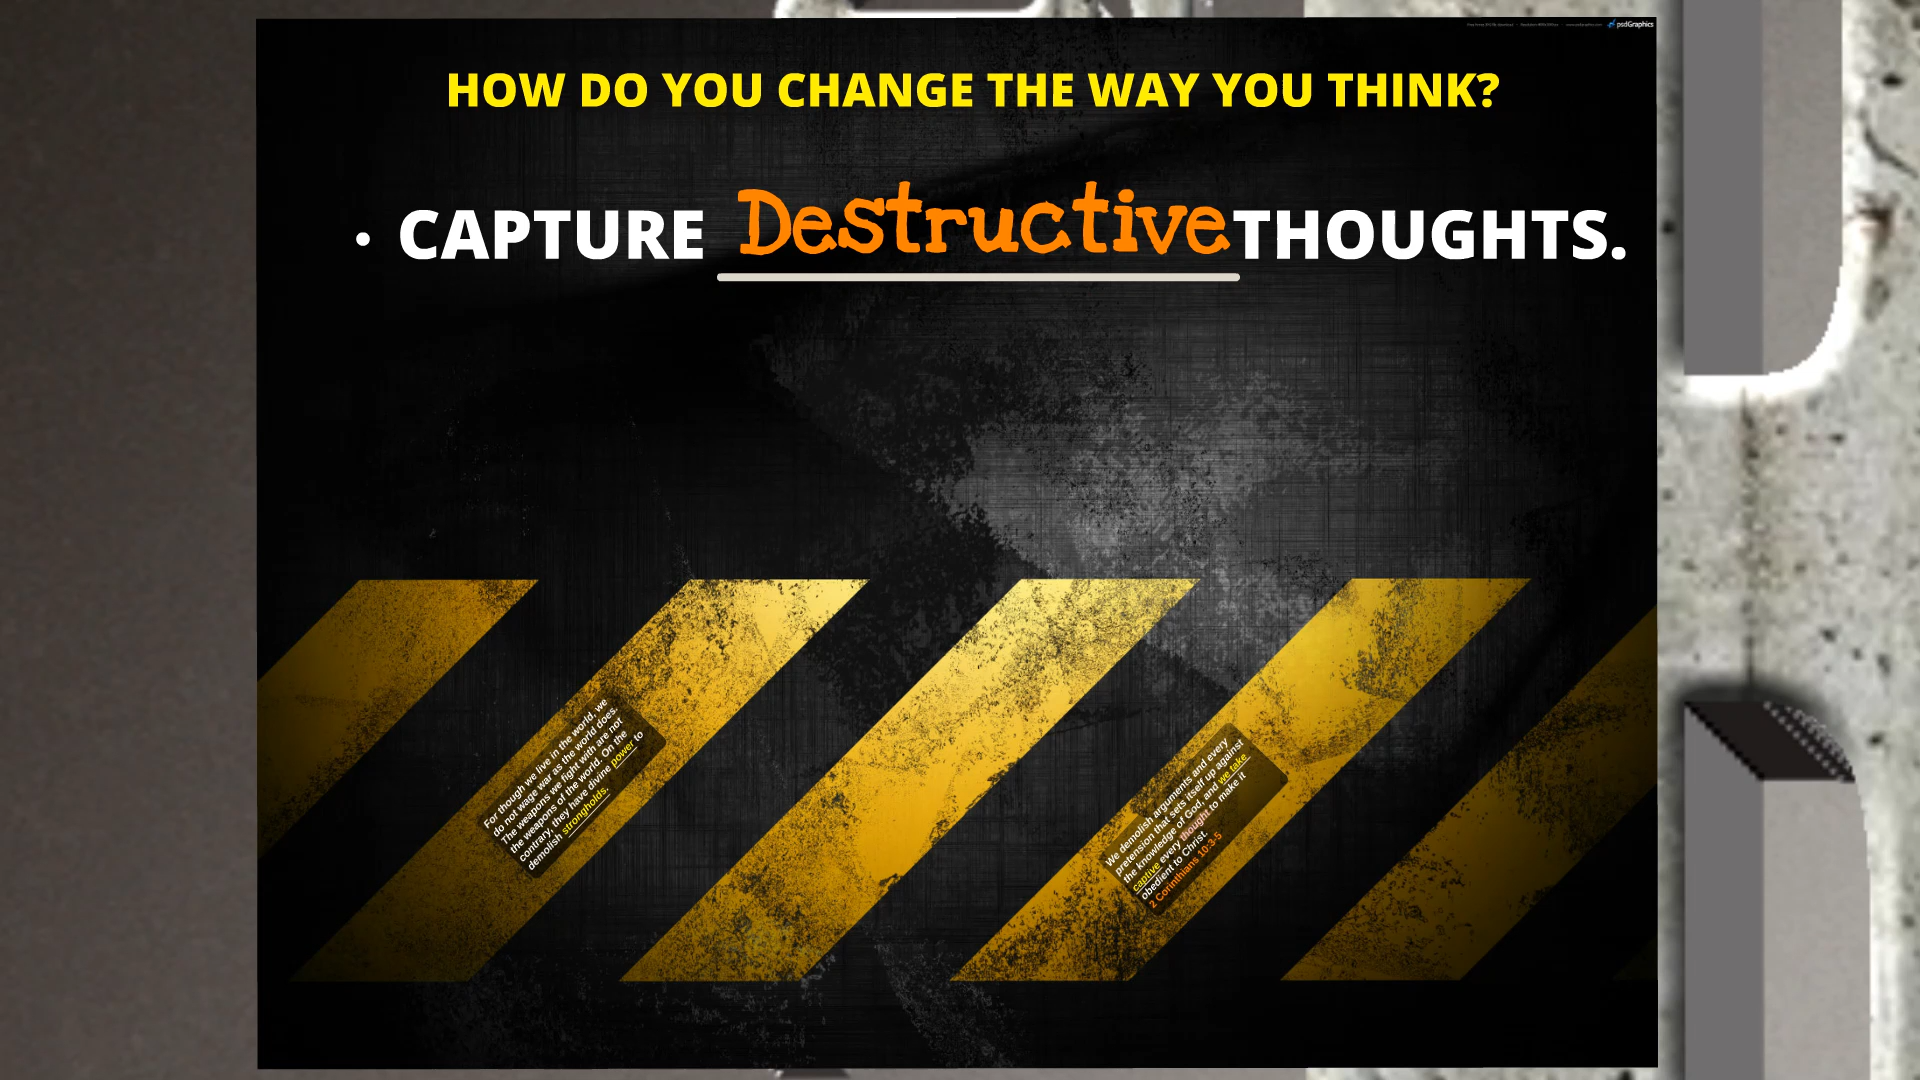 psdGraphics
HOW DO YOU CHANGE THE WAY YOU THINK?
• CAPTURE Destructive THOUGHTS.
For though we live in the world, we
do not wage war as the world does.
The weapons we fight with are not
the weapons of the world. On the
contrary, they have divine power to
demolish strongholds.
We demolish arguments and every
pretension that sets itself up against
the knowledge of God, and we take
captive every thought to make it
obedient to Christ.
2 Corinthians 10:3-5